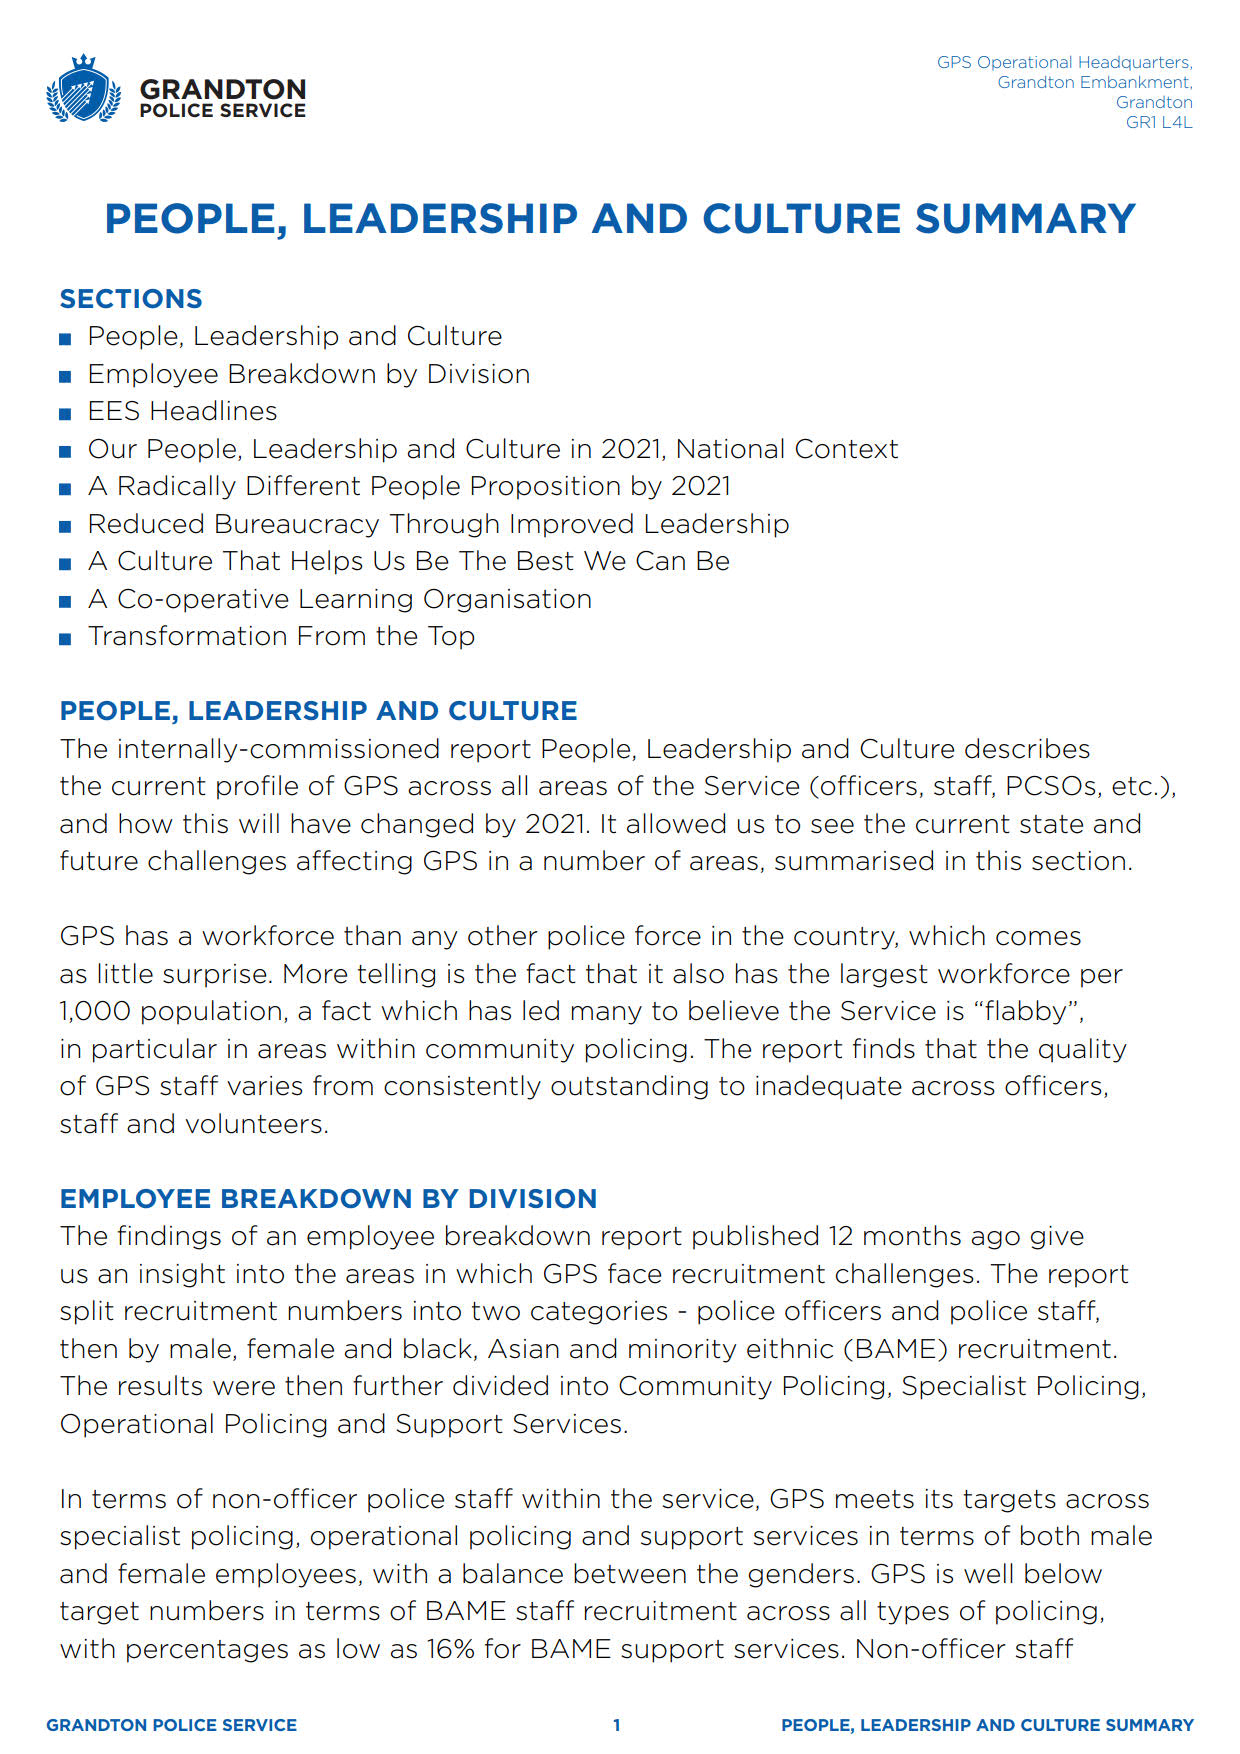 GRANDTON
POLICE SERVICE
GPS Operational Headquarters,
Grandton Embankment,
Grandton
GR1 L4L
PEOPLE, LEADERSHIP AND CULTURE SUMMARY
SECTIONS
■ People, Leadership and Culture
■ Employee Breakdown by Division
■ EES Headlines
■ Our People, Leadership and Culture in 2021, National Context
■ A Radically Different People Proposition by 2021
■ Reduced Bureaucracy Through Improved Leadership
■ A Culture That Helps Us Be The Best We Can Be
■ A Co-operative Learning Organisation
■ Transformation From the Top
PEOPLE, LEADERSHIP AND CULTURE
The internally-commissioned report People, Leadership and Culture describes
the current profile of GPS across all areas of the Service (officers, staff, PCSOs, etc.),
and how this will have changed by 2021. It allowed us to see the current state and
future challenges affecting GPS in a number of areas, summarised in this section.
GPS has a workforce than any other police force in the country, which comes
as little surprise. More telling is the fact that it also has the largest workforce per
1,000 population, a fact which has led many to believe the Service is “flabby”,
in particular in areas within community policing. The report finds that the quality
of GPS staff varies from consistently outstanding to inadequate across officers,
staff and volunteers.
EMPLOYEE BREAKDOWN BY DIVISION
The findings of an employee breakdown report published 12 months ago give
us an insight into the areas in which GPS face recruitment challenges. The report
split recruitment numbers into two categories - police officers and police staff,
then by male, female and black, Asian and minority eithnic (BAME) recruitment.
The results were then further divided into Community Policing, Specialist Policing,
Operational Policing and Support Services.
In terms of non-officer police staff within the service, GPS meets its targets across
specialist policing, operational policing and support services in terms of both male
and female employees, with a balance between the genders. GPS is well below
target numbers in terms of BAME staff recruitment across all types of policing,
with percentages as low as 16% for BAME support services. Non-officer staff
GRANDTON POLICE SERVICE
1
PEOPLE, LEADERSHIP AND CULTURE SUMMARY